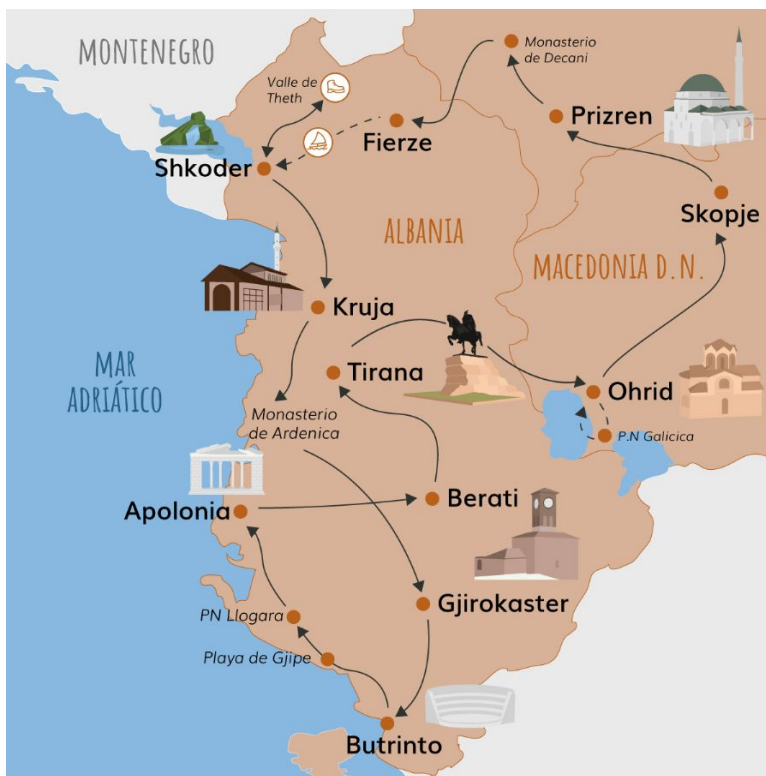 MONTENEGRO
Monasterio
de Decani
Valle de
Theth
Prizren
Fierze
Shkoder
Skopje
ALBANIA
MACEDONIA D.N.
Kruja
Tirana
MAR
ADRIÁTICO
Ohrid
Monasterio
de Ardenica
P.N Galicica
Berati
Apolonia
Gjirokaster
PN Llogara
Playa de Gjipe
Butrinto